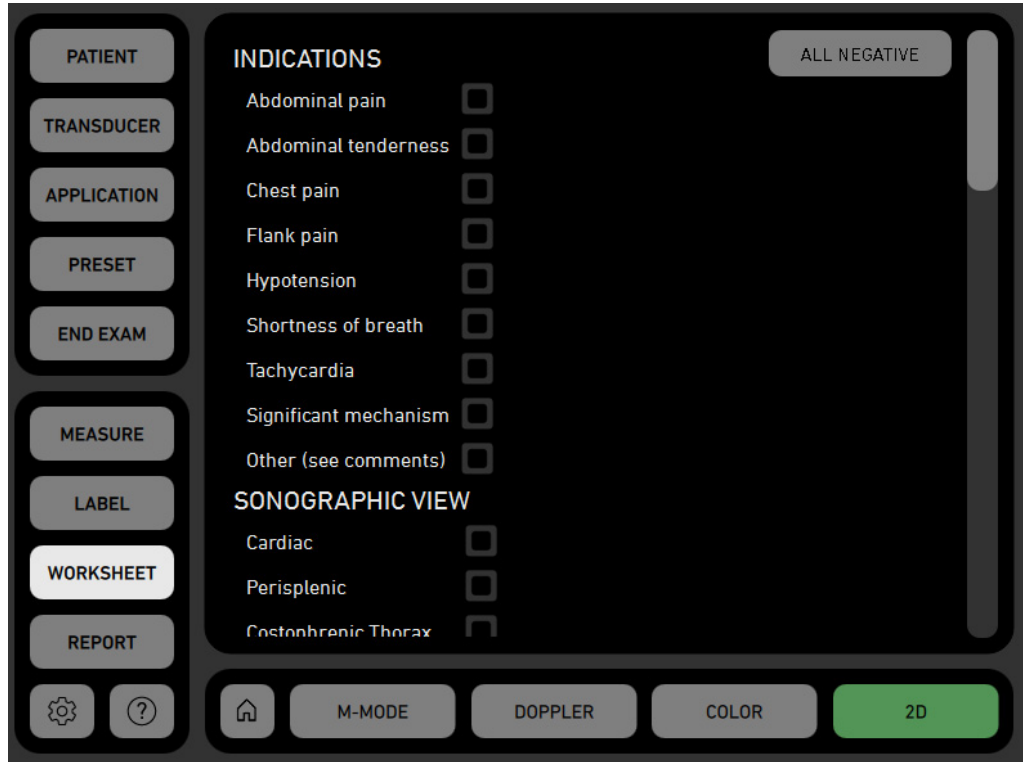 PATIENT
TRANSDUCER
APPLICATION
PRESET
END EXAM
MEASURE
LABEL
WORKSHEET
REPORT
INDICATIONS
ALL NEGATIVE
Abdominal pain
Abdominal tenderness
Chest pain
Flank pain
Hypotension
Shortness of breath
Tachycardia
Significant mechanism
Other (see comments)
SONOGRAPHIC VIEW
Cardiac
Perisplenic
Costophrenic Thorax
M-MODE
DOPPLER
COLOR
2D